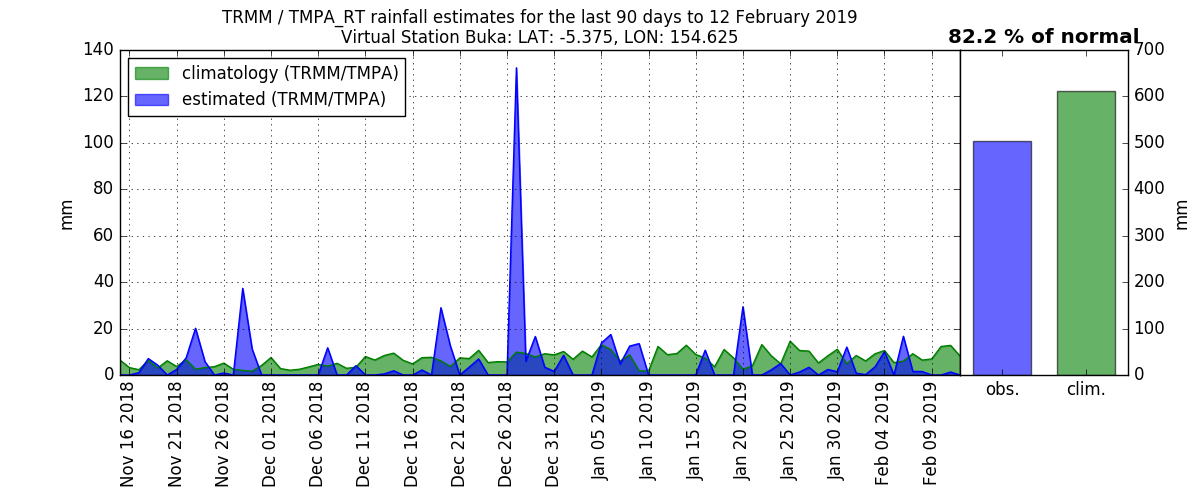 TRMM / TMPA_RT rainfall estimates for the last 90 days to 12 February 2019
Virtual Station Buka: LAT: -5.375, LON: 154.625
82.2 % of normal
climatology (TRMM/TMPA)
estimated (TRMM/TMPA)
140
120
100
80
60
40
20
0
mm
Nov 16 2018
Nov 21 2018
Nov 26 2018
Dec 01 2018
Dec 06 2018
Dec 11 2018
Dec 16 2018
Dec 21 2018
Dec 26 2018
Dec 31 2018
Jan 05 2019
Jan 10 2019
Jan 15 2019
Jan 20 2019
Jan 25 2019
Jan 30 2019
Feb 04 2019
Feb 09 2019
700
600
500
400
300
200
100
0
mm
obs.
clim.